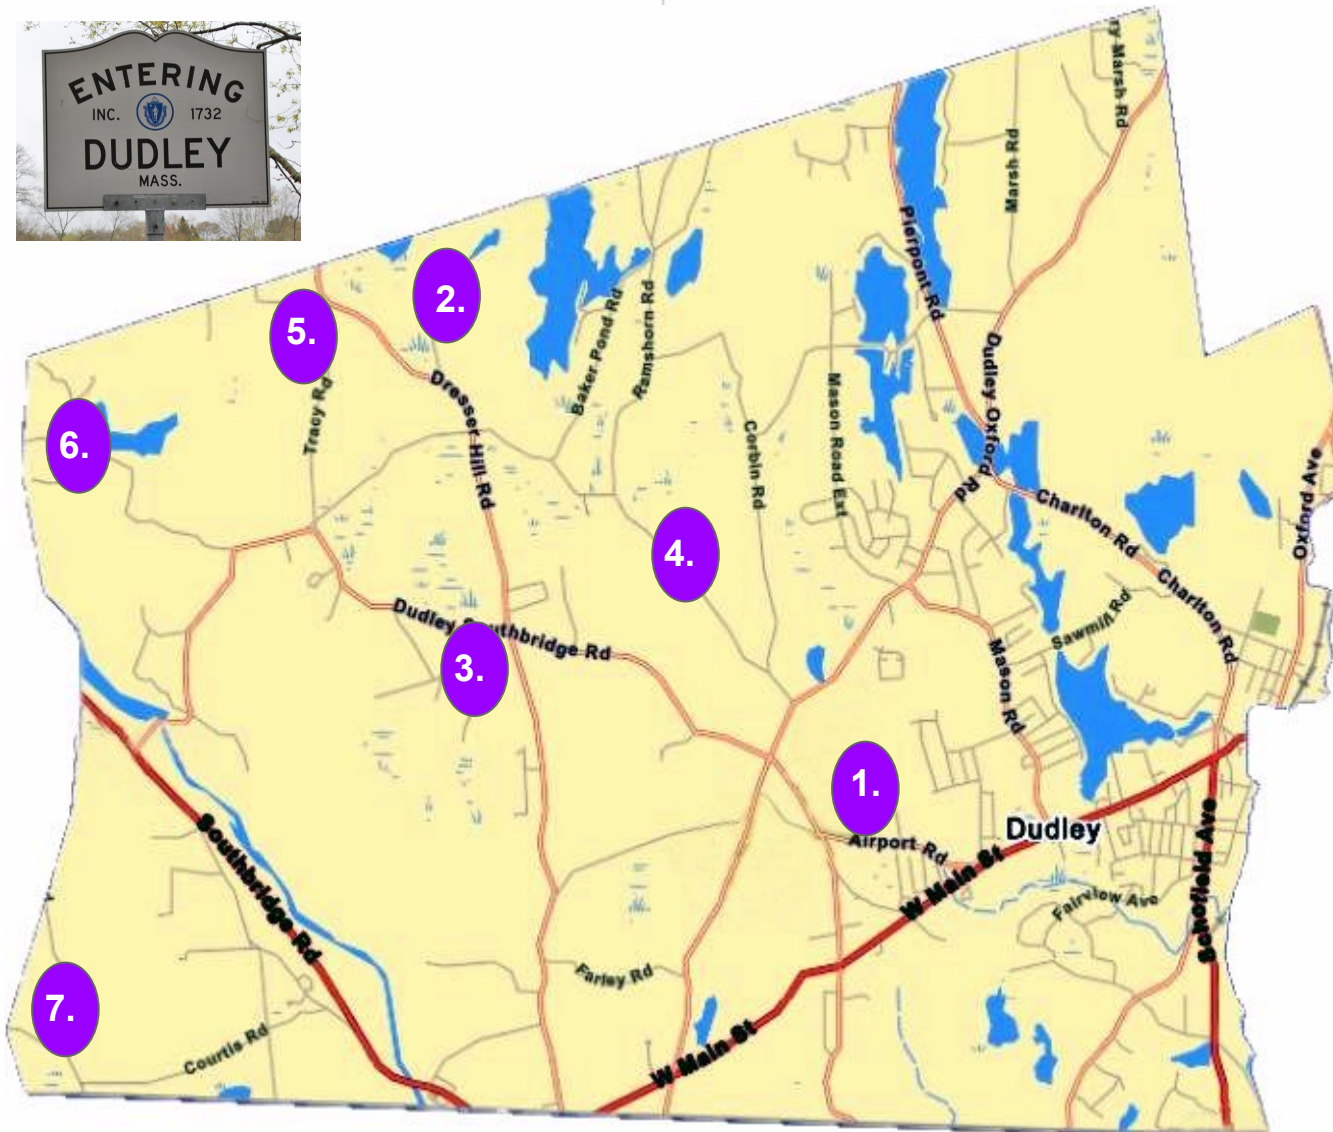 ENTERING
INC. 1732
DUDLEY
MASS.
ry Marsh Rd
Marsh Rd
Pierpont Rd
2.
5.
Baker Pond Rd
Ramshorn Rd
Dudley Oxford Rd
Tracy Rd
Dresser Hill Rd
Mason Road Ext
Corbin Rd
6.
Oxford Ave
Charlton Rd
4.
Charlton Rd
Sawmill Rd
Dudley Southbridge Rd
3.
Mason Rd
1.
Airport Rd
Dudley
Southbridge Rd
W Main St
Schofield Ave
Fairview Ave
Farley Rd
7.
Courtis Rd
W Main St